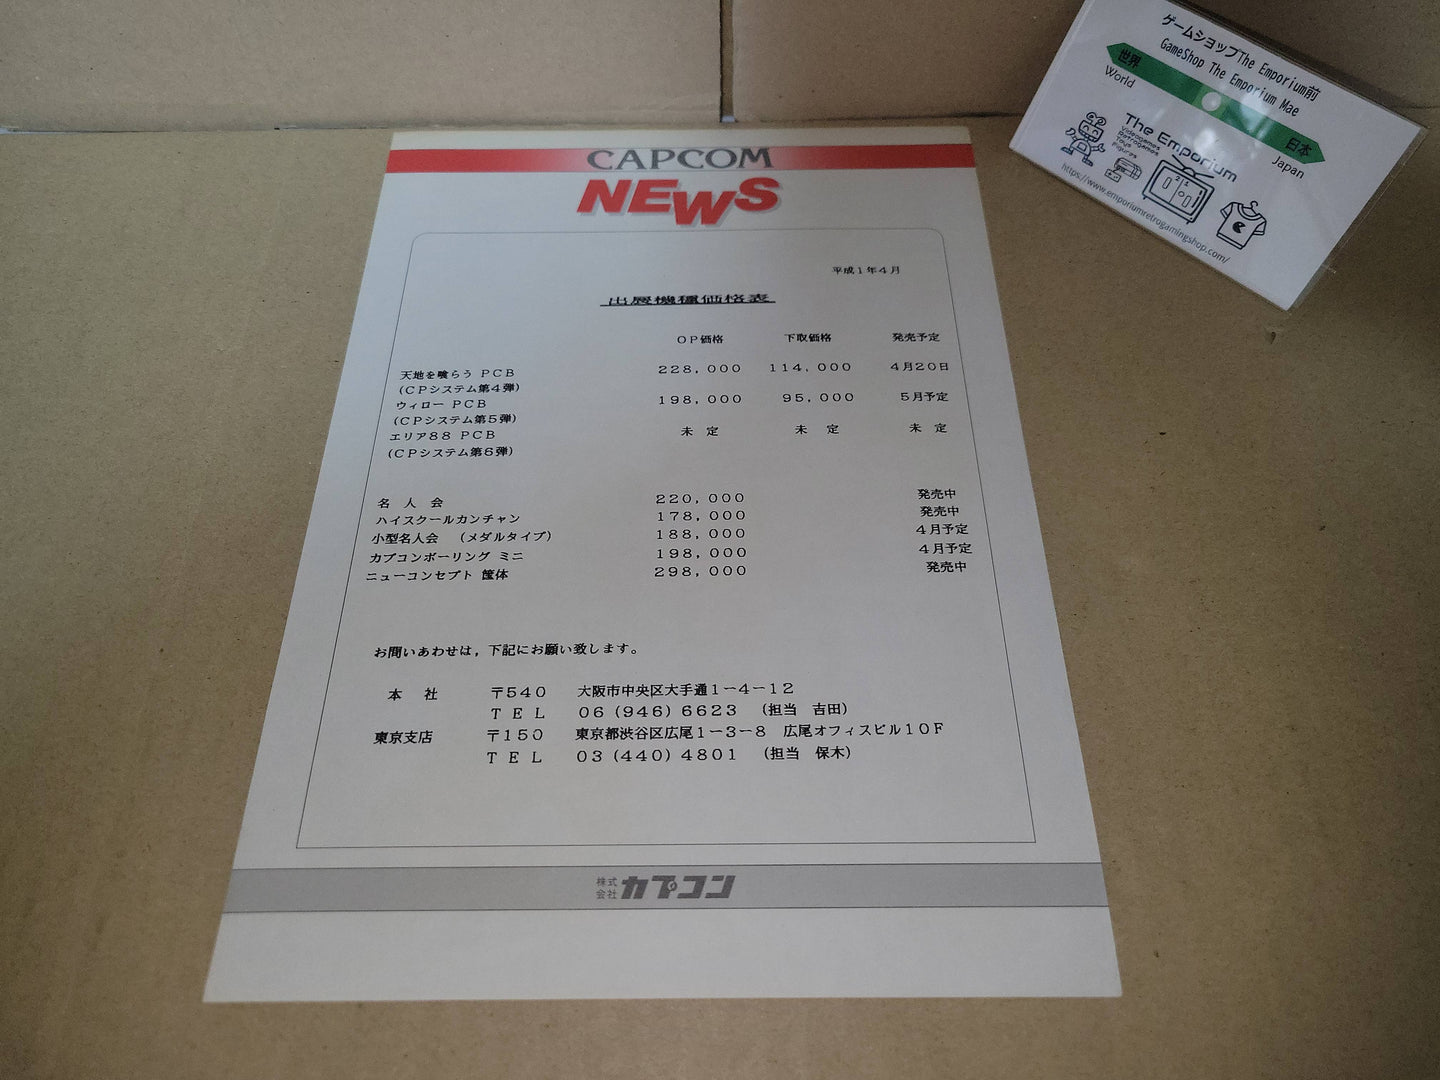 CAPCOM
NEWS
平成1年4月
出展機種価格表
OP価格 下取価格 発売予定
天地を喰らう PCB 228,000 114,000 4月20日
(CPシステム第4弾)
ウィロー PCB 198,000 95,000 5月予定
(CPシステム第5弾)
エリア88 PCB 未 定 未 定 未 定
(CPシステム第6弾)
名 人 会 220,000 発売中
ハイスクールカンチャン 178,000 発売中
小型名人会 (メダルタイプ) 188,000 4月予定
カプコンボーリング ミニ 198,000 4月予定
ニューコンセプト 筐体 298,000 発売中
お問いあわせは,下記にお願い致します。
本 社 〒540 大阪市中央区大手通1-4-12
TEL 06(946)6623 (担当 吉田)
東京支店 〒150 東京都渋谷区広尾1-3-8 広尾オフィスビル10F
TEL 03(440)4801 (担当 保木)
株式会社 カプコン
ゲームショップThe Emporium前
GameShop The Emporium Mae
世界 日本
World Japan
The Emporium
Videogames
Retrogames
Toys
Figures
https://www.emporiumretrogamingshop.com/